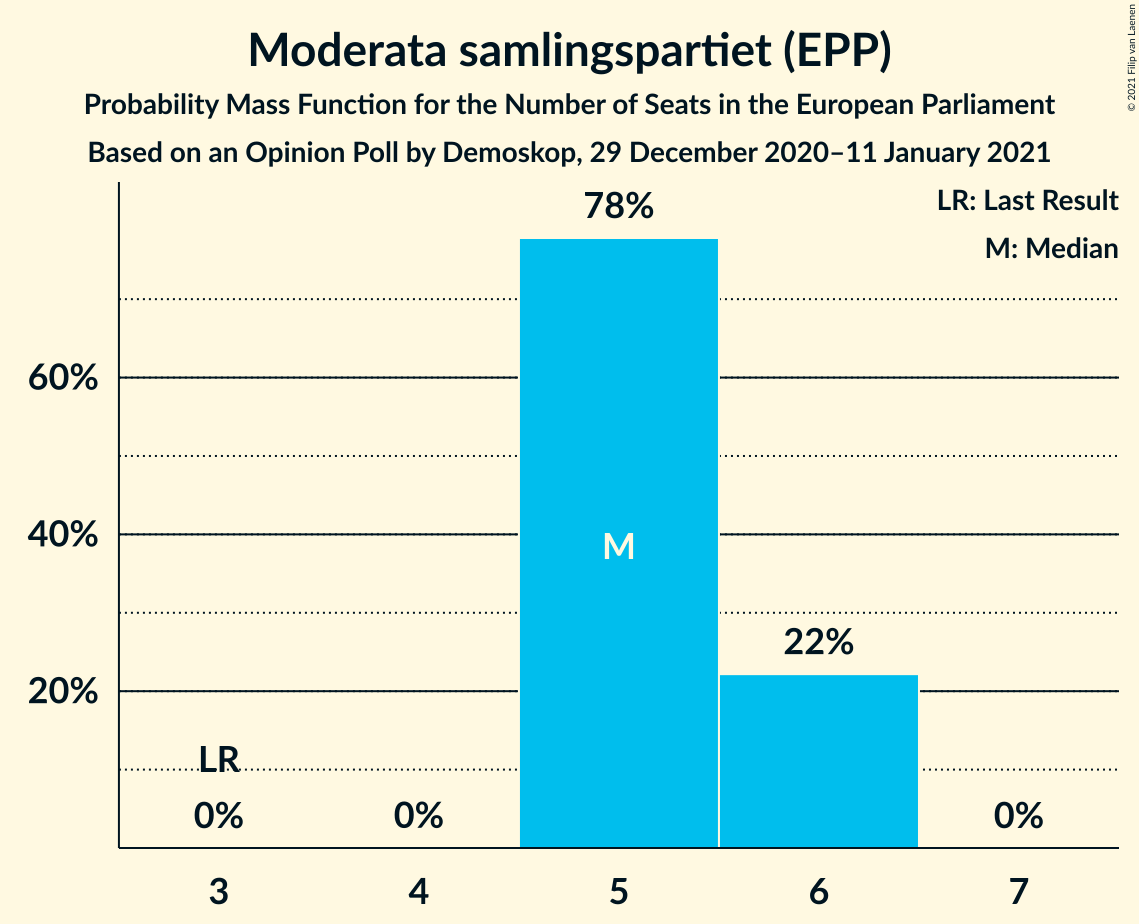 Moderata samlingspartiet (EPP)
Probability Mass Function for the Number of Seats in the European Parliament
Based on an Opinion Poll by Demoskop, 29 December 2020–11 January 2021
© 2021 Filip van Laenen
LR: Last Result
M: Median
78%
60%
40%
20%
M
22%
LR
0%
0%
0%
3 4 5 6 7